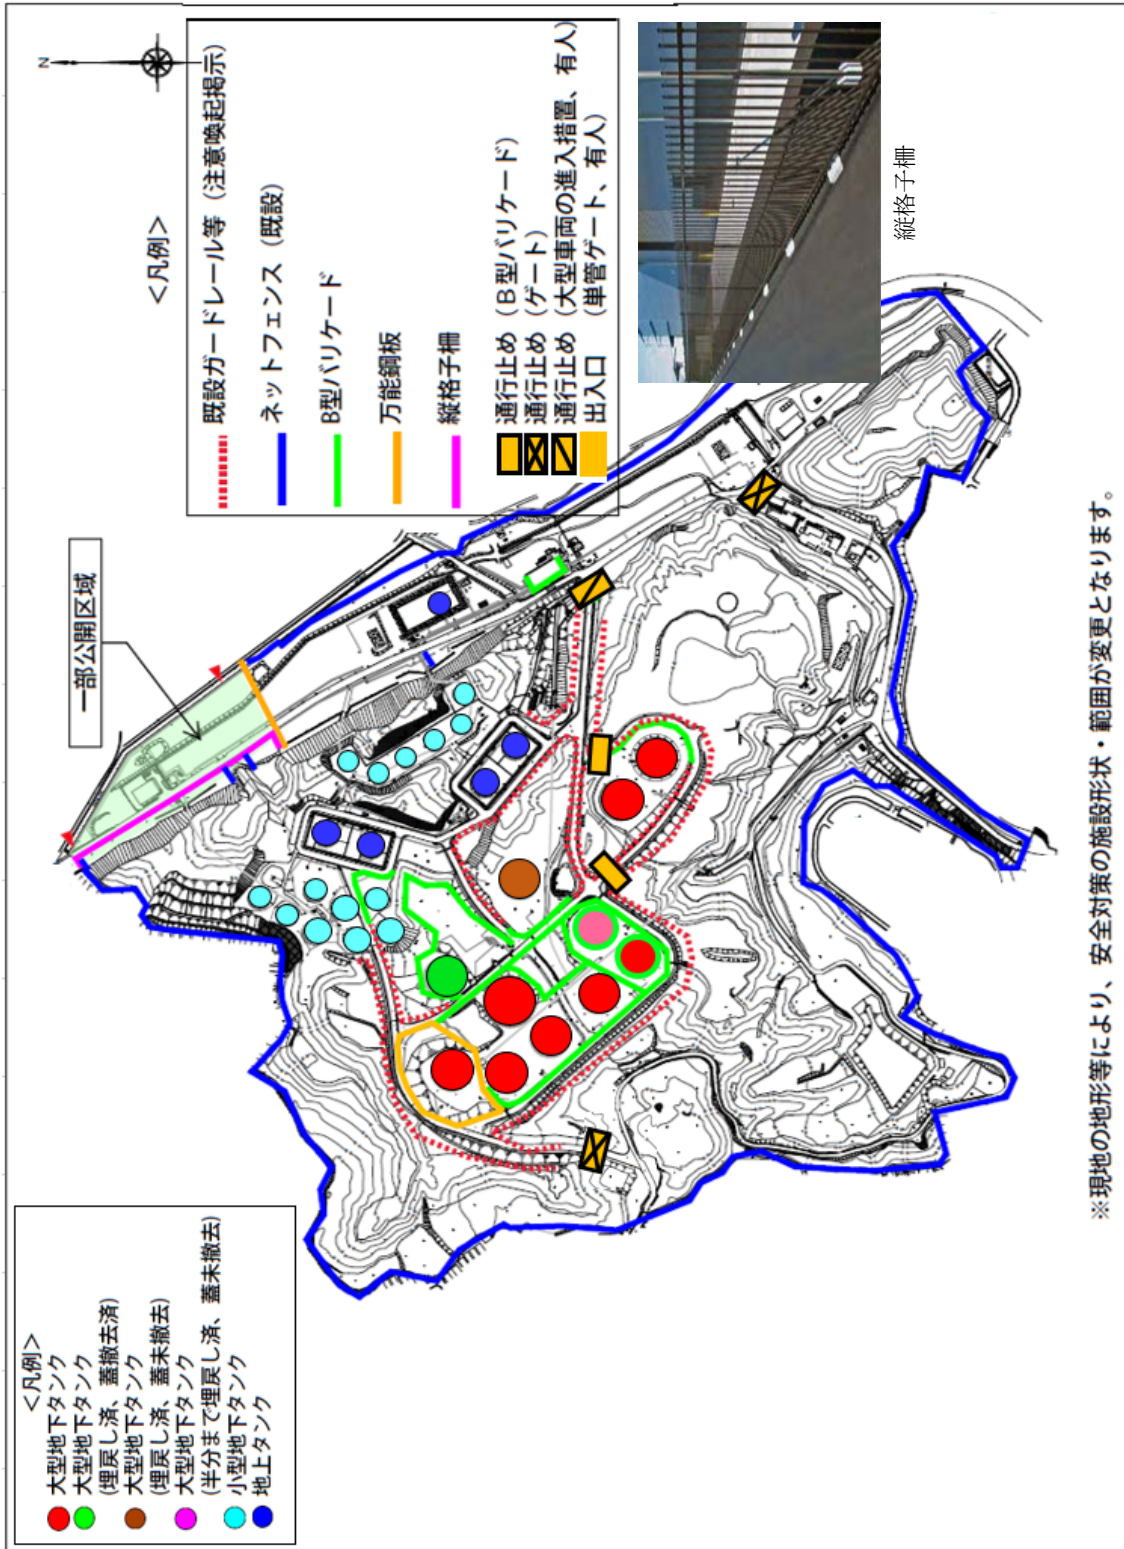 <凡例>
大型地下タンク
大型地下タンク
(埋戻し済、蓋撤去済)
大型地下タンク
(埋戻し済、蓋未撤去)
大型地下タンク
(半分まで埋戻し済、蓋未撤去)
小型地下タンク
地上タンク
一部公開区域
N
<凡例>
既設ガードレール等（注意喚起掲示）
ネットフェンス（既設）
B型バリケード
万能鋼板
縦格子柵
通行止め（B型バリケード）
通行止め（ゲート）
通行止め（大型車両の進入措置、有人）
出入口（単管ゲート、有人）
縦格子柵
※現地の地形等により、安全対策の施設形状・範囲が変更となります。